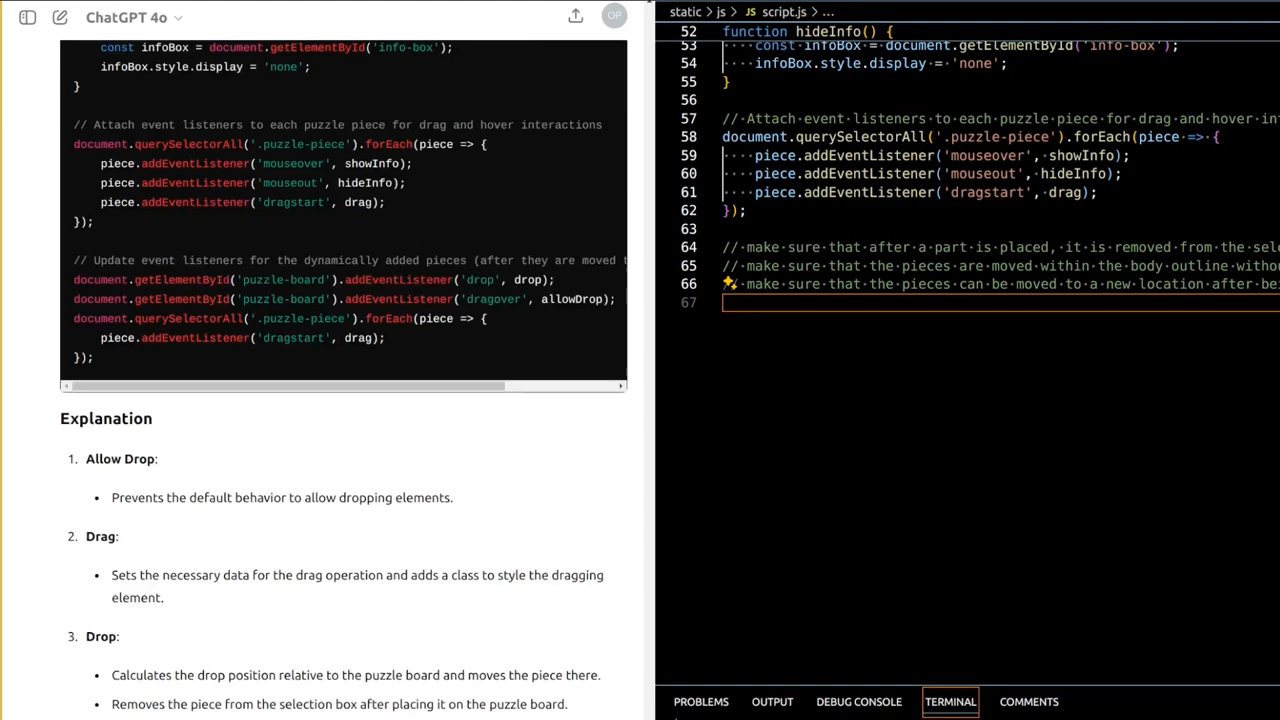 ChatGPT 4o
OP
const infoBox = document.getElementById('info-box');
infoBox.style.display = 'none';
}
// Attach event listeners to each puzzle piece for drag and hover interactions
document.querySelectorAll('.puzzle-piece').forEach(piece => {
piece.addEventListener('mouseover', showInfo);
piece.addEventListener('mouseout', hideInfo);
piece.addEventListener('dragstart', drag);
});
// Update event listeners for the dynamically added pieces (after they are moved t
document.getElementById('puzzle-board').addEventListener('drop', drop);
document.getElementById('puzzle-board').addEventListener('dragover', allowDrop);
document.querySelectorAll('.puzzle-piece').forEach(piece => {
piece.addEventListener('dragstart', drag);
});
Explanation
1. Allow Drop:
• Prevents the default behavior to allow dropping elements.
2. Drag:
• Sets the necessary data for the drag operation and adds a class to style the dragging
element.
3. Drop:
• Calculates the drop position relative to the puzzle board and moves the piece there.
• Removes the piece from the selection box after placing it on the puzzle board.
static > js > JS script.js > ...
52 function hideInfo() {
53 const infoBox = document.getElementById('info-box');
54 infoBox.style.display = 'none';
55 }
56
57 // Attach event listeners to each puzzle piece for drag and hover in
58 document.querySelectorAll('.puzzle-piece').forEach(piece => {
59 piece.addEventListener('mouseover', showInfo);
60 piece.addEventListener('mouseout', hideInfo);
61 piece.addEventListener('dragstart', drag);
62 });
63
64 // make sure that after a part is placed, it is removed from the sele
65 // make sure that the pieces are moved within the body outline witho
66 // make sure that the pieces can be moved to a new location after bei
67
PROBLEMS OUTPUT DEBUG CONSOLE TERMINAL COMMENTS